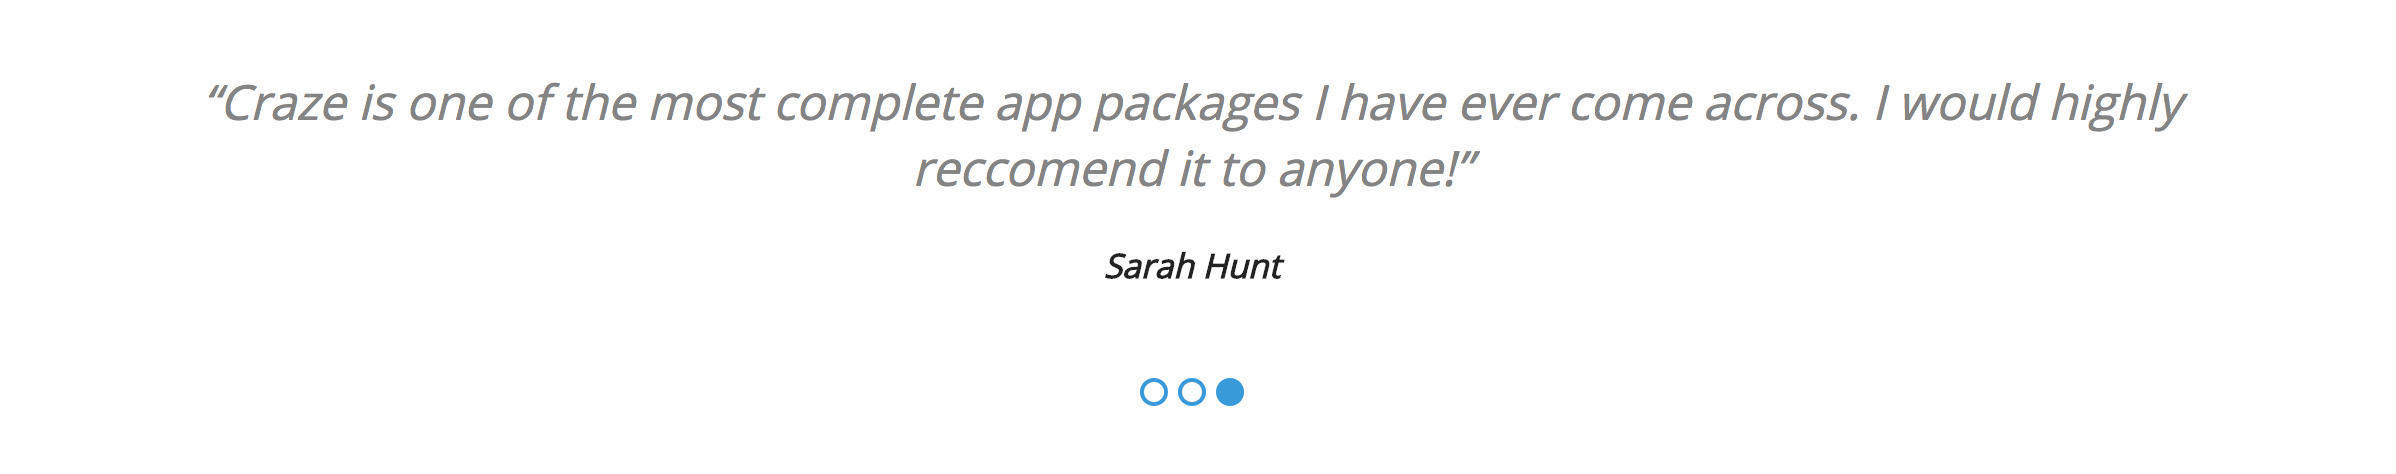 “Craze is one of the most complete app packages I have ever come across. I would highly
reccomend it to anyone!”
Sarah Hunt